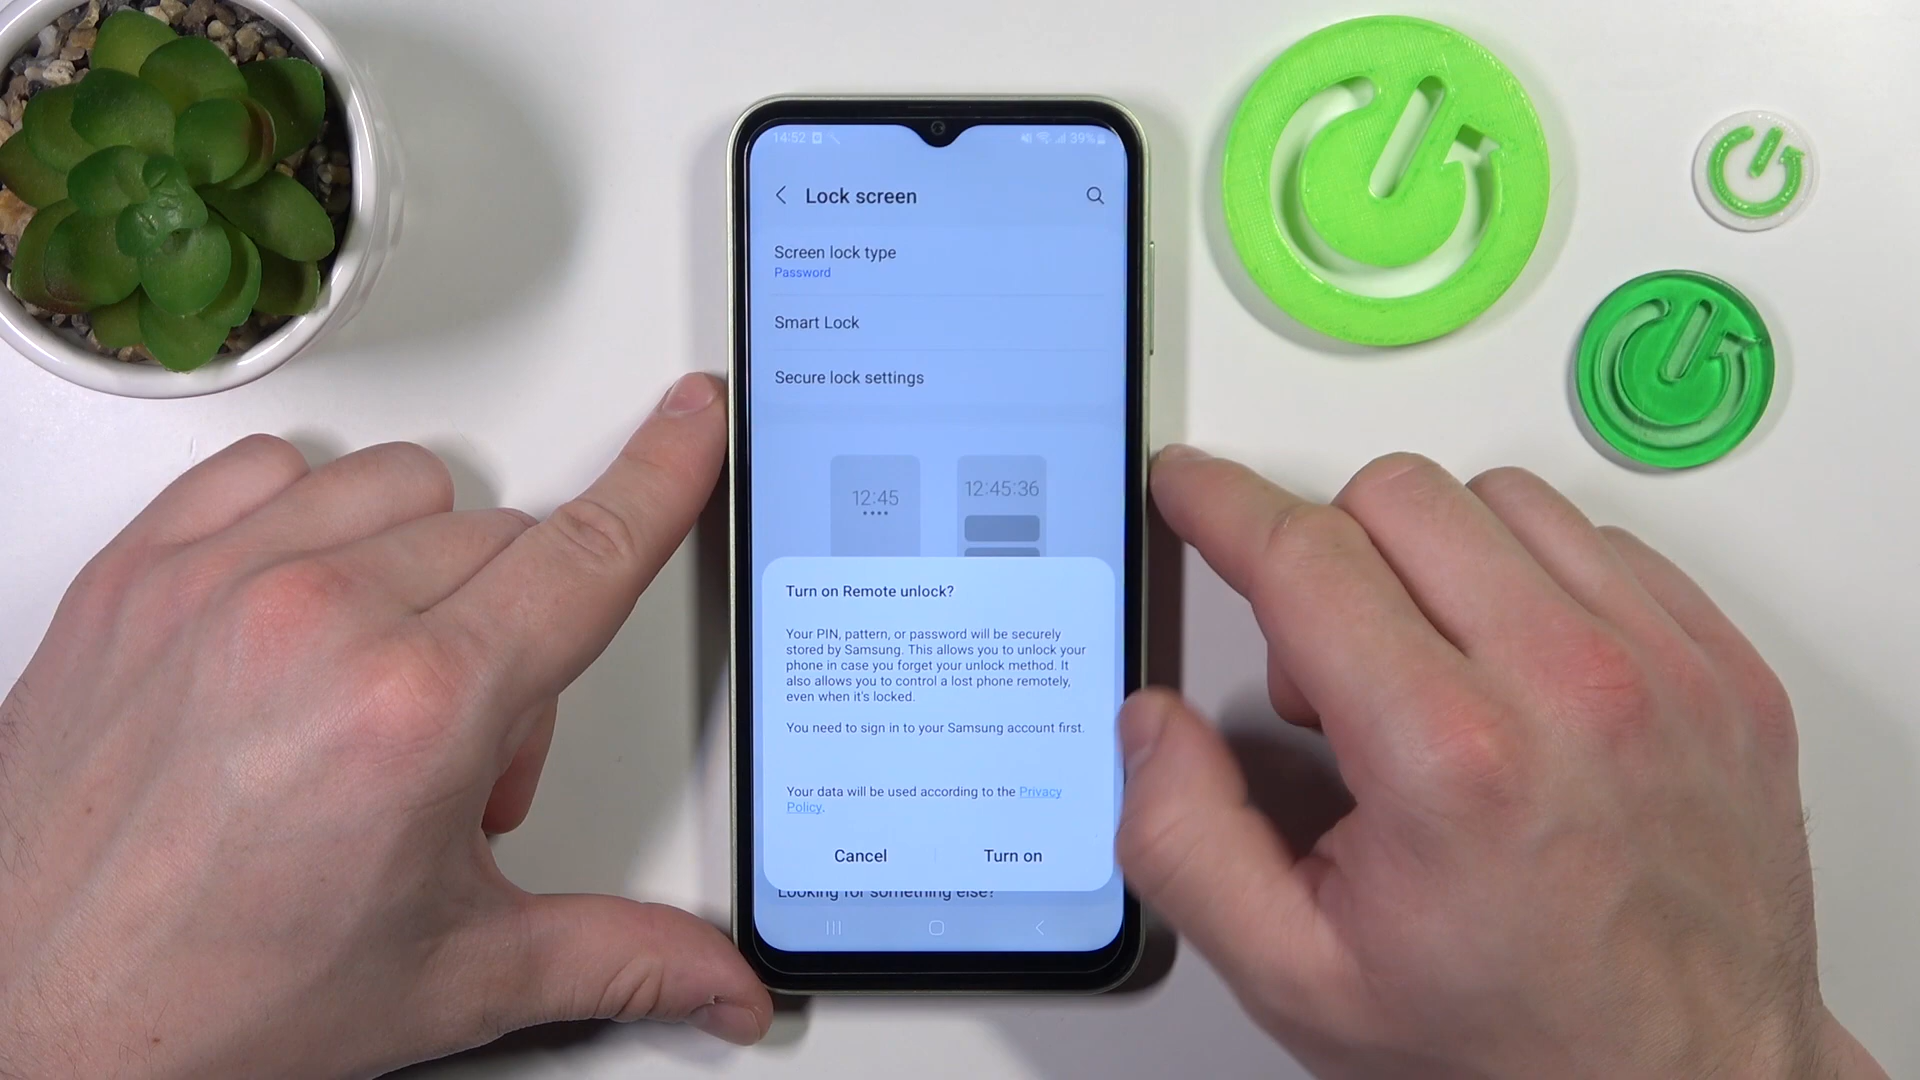 14:52
39%
Lock screen
Screen lock type
Password
Smart Lock
Secure lock settings
12:45
12:45:36
Turn on Remote unlock?
Your PIN, pattern, or password will be securely
stored by Samsung. This allows you to unlock your
phone in case you forget your unlock method. It
also allows you to control a lost phone remotely,
even when it's locked.
You need to sign in to your Samsung account first.
Your data will be used according to the Privacy
Policy.
Cancel
Turn on
Looking for something else?